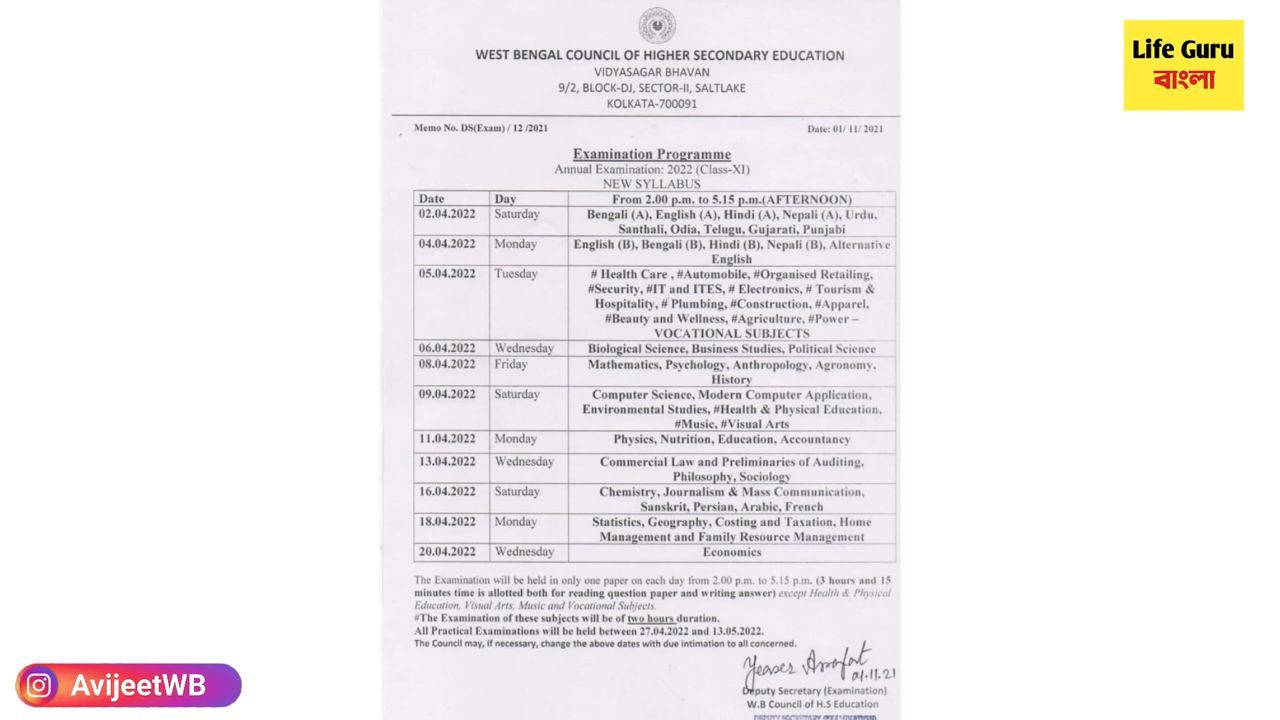 WEST BENGAL COUNCIL OF HIGHER SECONDARY EDUCATION
VIDYASAGAR BHAVAN
9/2, BLOCK-DJ, SECTOR-II, SALTLAKE
KOLKATA-700091
Memo No. DS(Exam) / 12 /2021 Date: 01/ 11/ 2021
Examination Programme
Annual Examination: 2022 (Class-XI)
NEW SYLLABUS
Date Day From 2.00 p.m. to 5.15 p.m.(AFTERNOON)
02.04.2022 Saturday Bengali (A), English (A), Hindi (A), Nepali (A), Urdu,
Santhali, Odia, Telugu, Gujarati, Punjabi
04.04.2022 Monday English (B), Bengali (B), Hindi (B), Nepali (B), Alternative
English
05.04.2022 Tuesday # Health Care , #Automobile, #Organised Retailing,
#Security, #IT and ITES, # Electronics, # Tourism &
Hospitality, # Plumbing, #Construction, #Apparel,
#Beauty and Wellness, #Agriculture, #Power –
VOCATIONAL SUBJECTS
06.04.2022 Wednesday Biological Science, Business Studies, Political Science
08.04.2022 Friday Mathematics, Psychology, Anthropology, Agronomy,
History
09.04.2022 Saturday Computer Science, Modern Computer Application,
Environmental Studies, #Health & Physical Education,
#Music, #Visual Arts
11.04.2022 Monday Physics, Nutrition, Education, Accountancy
13.04.2022 Wednesday Commercial Law and Preliminaries of Auditing,
Philosophy, Sociology
16.04.2022 Saturday Chemistry, Journalism & Mass Communication,
Sanskrit, Persian, Arabic, French
18.04.2022 Monday Statistics, Geography, Costing and Taxation, Home
Management and Family Resource Management
20.04.2022 Wednesday Economics
The Examination will be held in only one paper on each day from 2.00 p.m. to 5.15 p.m. (3 hours and 15
minutes time is allotted both for reading question paper and writing answer) except Health & Physical
Education, Visual Arts, Music and Vocational Subjects.
#The Examination of these subjects will be of two hours duration.
All Practical Examinations will be held between 27.04.2022 and 13.05.2022.
The Council may, if necessary, change the above dates with due intimation to all concerned.
01.11.21
Deputy Secretary (Examination)
W.B Council of H.S Education
Life Guru
বাংলা
AvijeetWB